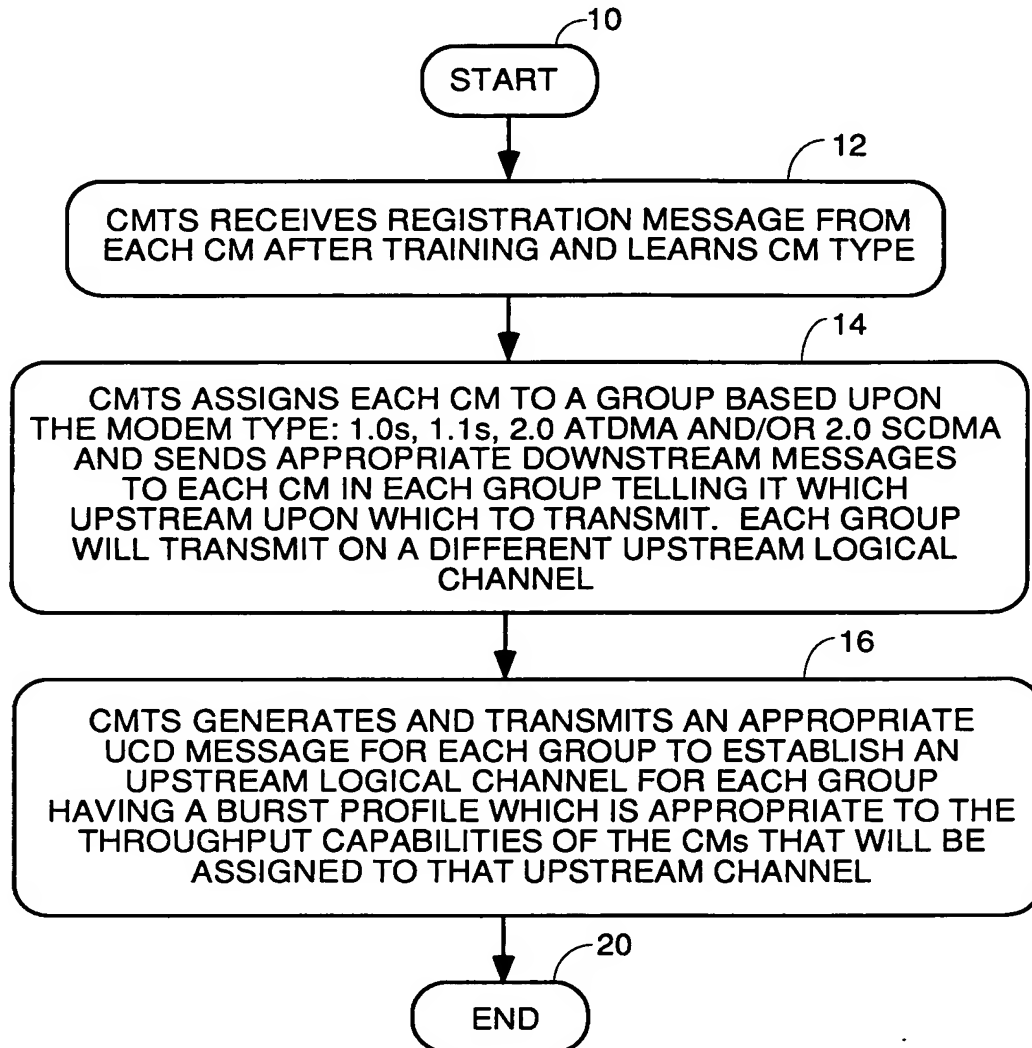 10
START
12
CMTS RECEIVES REGISTRATION MESSAGE FROM
EACH CM AFTER TRAINING AND LEARNS CM TYPE
14
CMTS ASSIGNS EACH CM TO A GROUP BASED UPON
THE MODEM TYPE: 1.0s, 1.1s, 2.0 ATDMA AND/OR 2.0 SCDMA
AND SENDS APPROPRIATE DOWNSTREAM MESSAGES
TO EACH CM IN EACH GROUP TELLING IT WHICH
UPSTREAM UPON WHICH TO TRANSMIT. EACH GROUP
WILL TRANSMIT ON A DIFFERENT UPSTREAM LOGICAL
CHANNEL
16
CMTS GENERATES AND TRANSMITS AN APPROPRIATE
UCD MESSAGE FOR EACH GROUP TO ESTABLISH AN
UPSTREAM LOGICAL CHANNEL FOR EACH GROUP
HAVING A BURST PROFILE WHICH IS APPROPRIATE TO THE
THROUGHPUT CAPABILITIES OF THE CMs THAT WILL BE
ASSIGNED TO THAT UPSTREAM CHANNEL
20
END